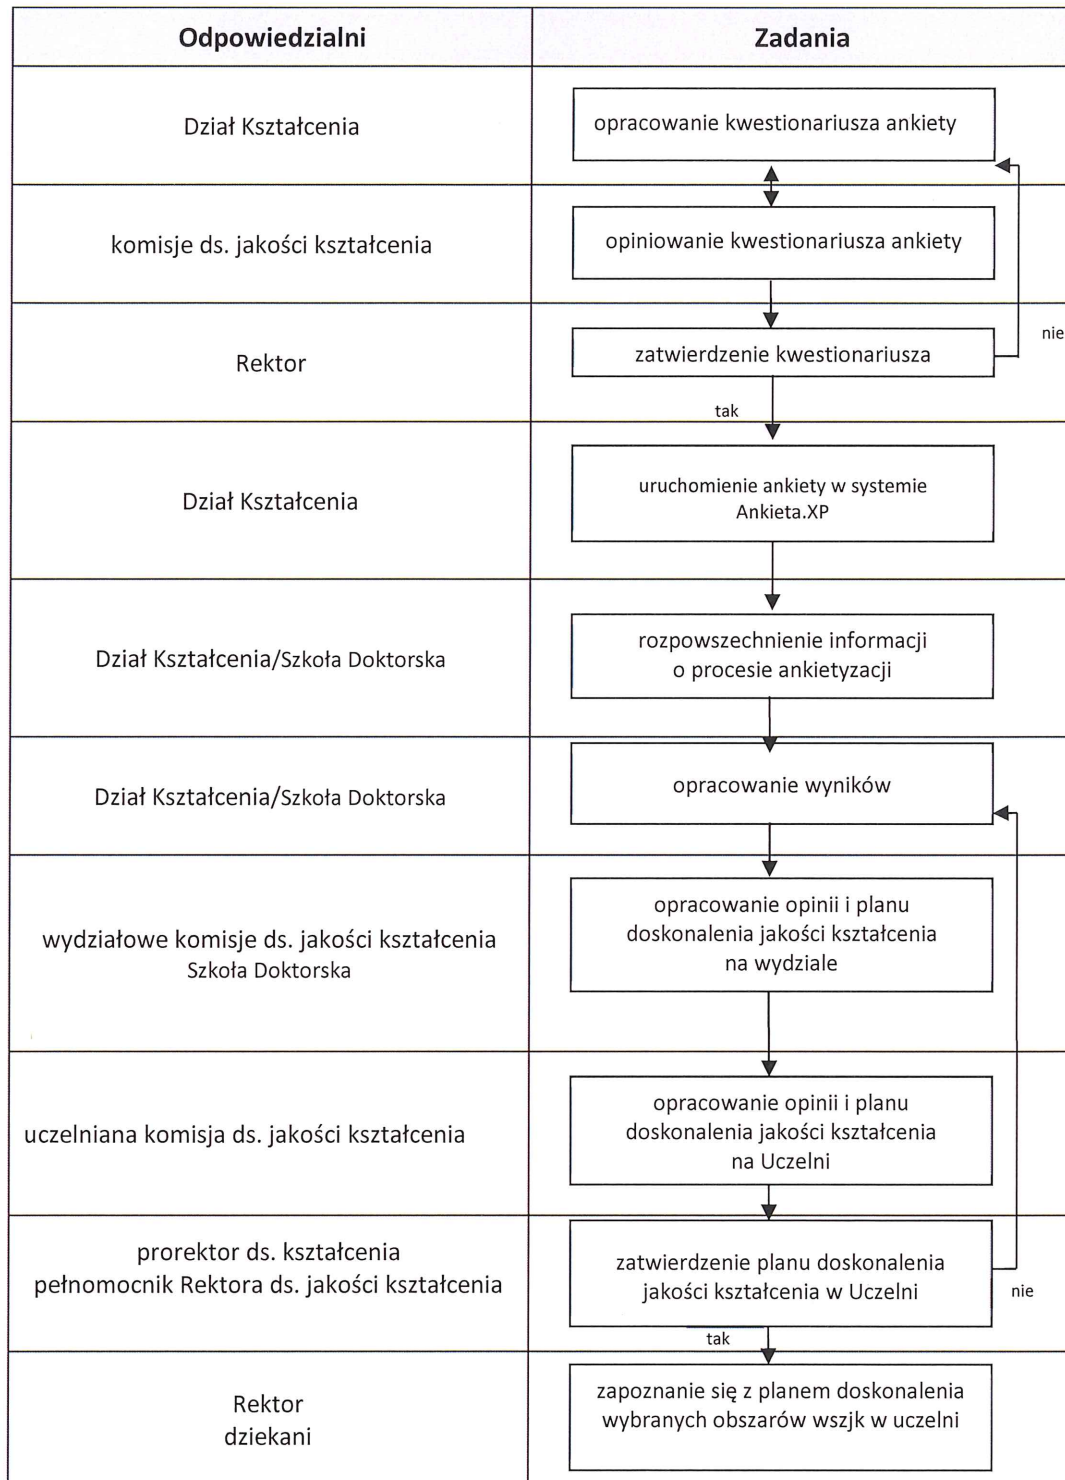 Odpowiedzialni
Zadania
Dział Kształcenia
opracowanie kwestionariusza ankiety
komisje ds. jakości kształcenia
opiniowanie kwestionariusza ankiety
Rektor
zatwierdzenie kwestionariusza
nie
tak
Dział Kształcenia
uruchomienie ankiety w systemie
Ankieta.XP
Dział Kształcenia/Szkoła Doktorska
rozpowszechnienie informacji
o procesie ankietyzacji
Dział Kształcenia/Szkoła Doktorska
opracowanie wyników
wydziałowe komisje ds. jakości kształcenia
Szkoła Doktorska
opracowanie opinii i planu
doskonalenia jakości kształcenia
na wydziale
uczelniana komisja ds. jakości kształcenia
opracowanie opinii i planu
doskonalenia jakości kształcenia
na Uczelni
prorektor ds. kształcenia
pełnomocnik Rektora ds. jakości kształcenia
zatwierdzenie planu doskonalenia
jakości kształcenia w Uczelni
nie
tak
Rektor
dziekani
zapoznanie się z planem doskonalenia
wybranych obszarów wszjk w uczelni